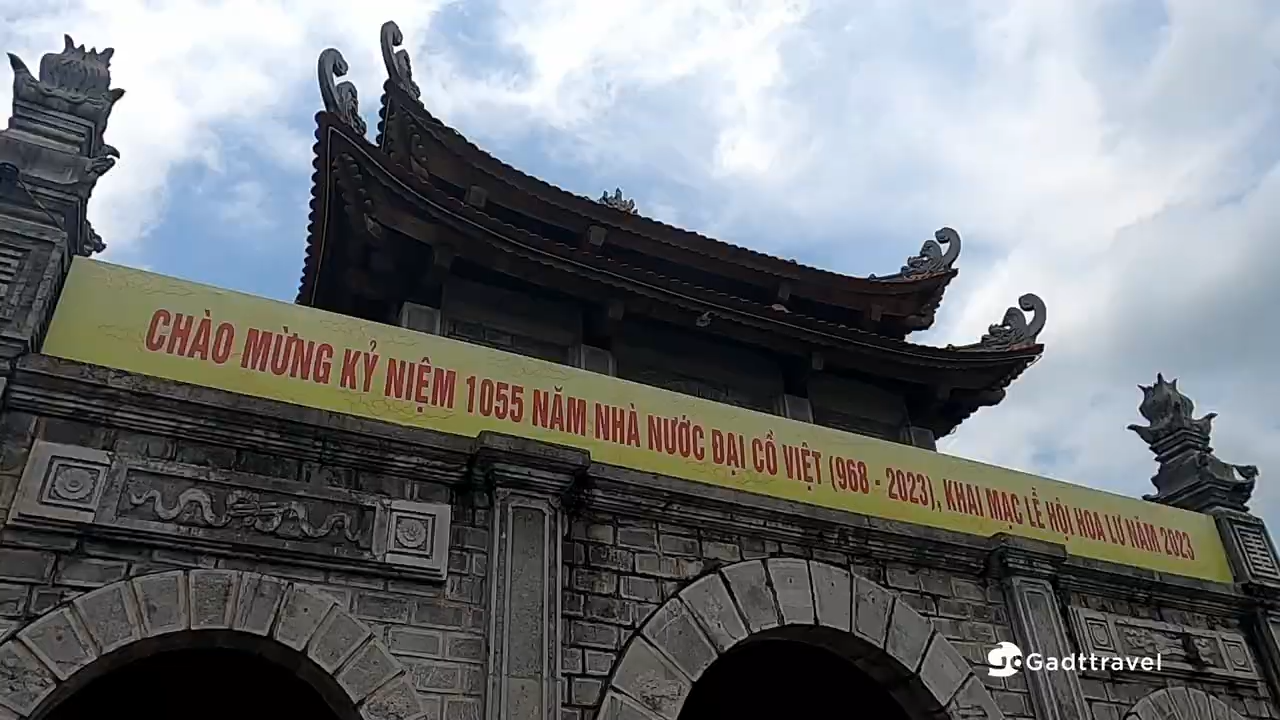 CHÀO MỪNG KỶ NIỆM 1055 NĂM NHÀ NƯỚC ĐẠI CỒ VIỆT (968 - 2023), KHAI MẠC LỄ HỘI HOA LƯ NĂM 2023
Gadttravel